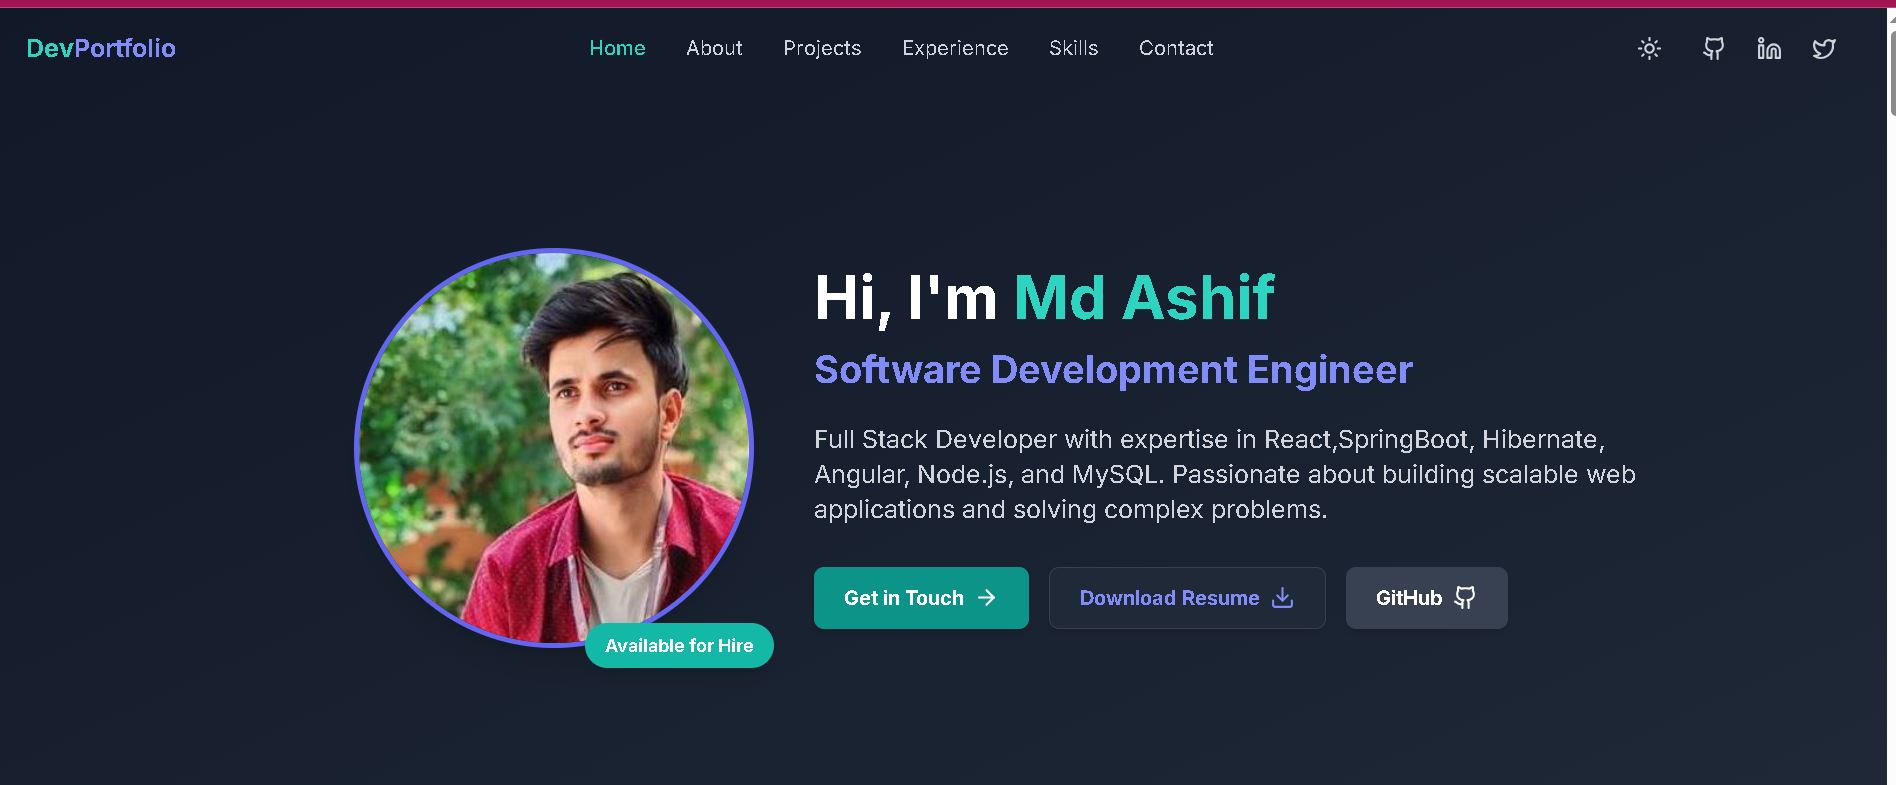 DevPortfolio
Home About Projects Experience Skills Contact
Hi, I'm Md Ashif
Software Development Engineer
Full Stack Developer with expertise in React,SpringBoot, Hibernate,
Angular, Node.js, and MySQL. Passionate about building scalable web
applications and solving complex problems.
Get in Touch Download Resume GitHub
Available for Hire